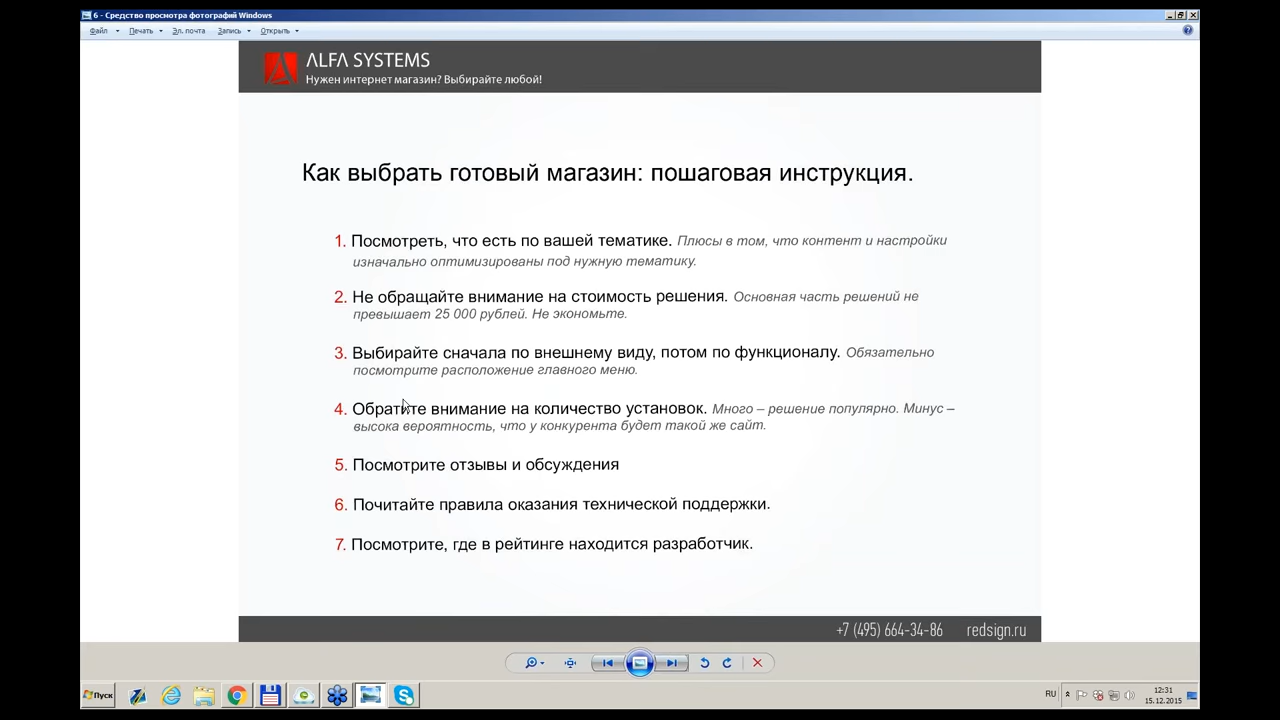 6 - Средство просмотра фотографий Windows
Файл Печать Эл. почта Запись Открыть
ALFA SYSTEMS
Нужен интернет магазин? Выбирайте любой!
Как выбрать готовый магазин: пошаговая инструкция.
1. Посмотреть, что есть по вашей тематике. Плюсы в том, что контент и настройки
изначально оптимизированы под нужную тематику.
2. Не обращайте внимание на стоимость решения. Основная часть решений не
превышает 25 000 рублей. Не экономьте.
3. Выбирайте сначала по внешнему виду, потом по функционалу. Обязательно
посмотрите расположение главного меню.
4. Обратите внимание на количество установок. Много – решение популярно. Минус –
высока вероятность, что у конкурента будет такой же сайт.
5. Посмотрите отзывы и обсуждения
6. Почитайте правила оказания технической поддержки.
7. Посмотрите, где в рейтинге находится разработчик.
+7 (495) 664-34-86 redsign.ru
Пуск RU 12:31
15.12.2015